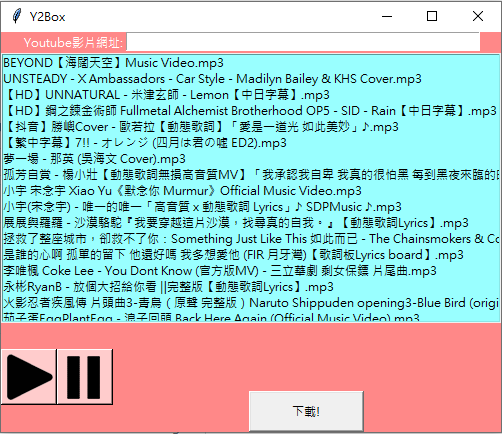 Y2Box
Youtube影片網址:
BEYOND【海闊天空】Music Video.mp3
UNSTEADY - X Ambassadors - Car Style - Madilyn Bailey & KHS Cover.mp3
【HD】UNNATURAL - 米津玄師 - Lemon【中日字幕】.mp3
【HD】鋼之鍊金術師 Fullmetal Alchemist Brotherhood OP5 - SID - Rain【中日字幕】.mp3
【抖音】勝嶼Cover - 歐若拉【動態歌詞】「愛是一道光 如此美妙」♪.mp3
【繁中字幕】7!! - オレンジ (四月は君の嘘 ED2).mp3
夢一場 - 那英 (吳海文 Cover).mp3
孤芳自賞 - 楊小壯【動態歌詞無損高音質MV】「我承認我自卑 我真的很怕黑 每到黑夜來臨的
小宇 宋念宇 Xiao Yu《默念你 Murmur》Official Music Video.mp3
小宇(宋念宇) - 唯一的唯一「高音質 x 動態歌詞 Lyrics」♪ SDPMusic ♪.mp3
展展與羅羅 - 沙漠駱駝『我要穿越這片沙漠，找尋真的自我。』【動態歌詞Lyrics】.mp3
拯救了整座城市，卻救不了你 : Something Just Like This 如此而已 - The Chainsmokers & Co
是誰的心啊 孤單的留下 他還好嗎 我多想愛他 (FIR 月牙灣)【歌詞板Lyrics board】.mp3
李唯楓 Coke Lee - You Dont Know (官方版MV) - 三立華劇 剩女保鏢 片尾曲.mp3
永彬RyanB - 放個大招給你看 ||完整版【動態歌詞Lyrics】.mp3
火影忍者疾風傳 片頭曲3-青鳥（原聲 完整版）Naruto Shippuden opening3-Blue Bird (origi
茄子蛋EggPlantEgg - 浪子回頭 Back Here Again (Official Music Video).mp3
下載!